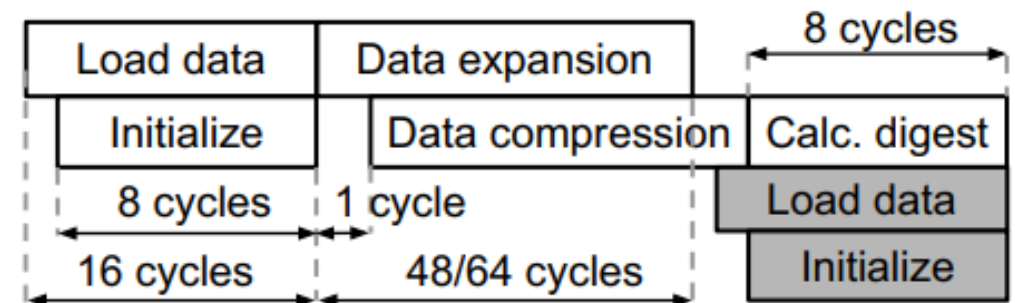 8 cycles
Load data Data expansion
Initialize Data compression Calc. digest
8 cycles 1 cycle Load data
16 cycles 48/64 cycles Initialize